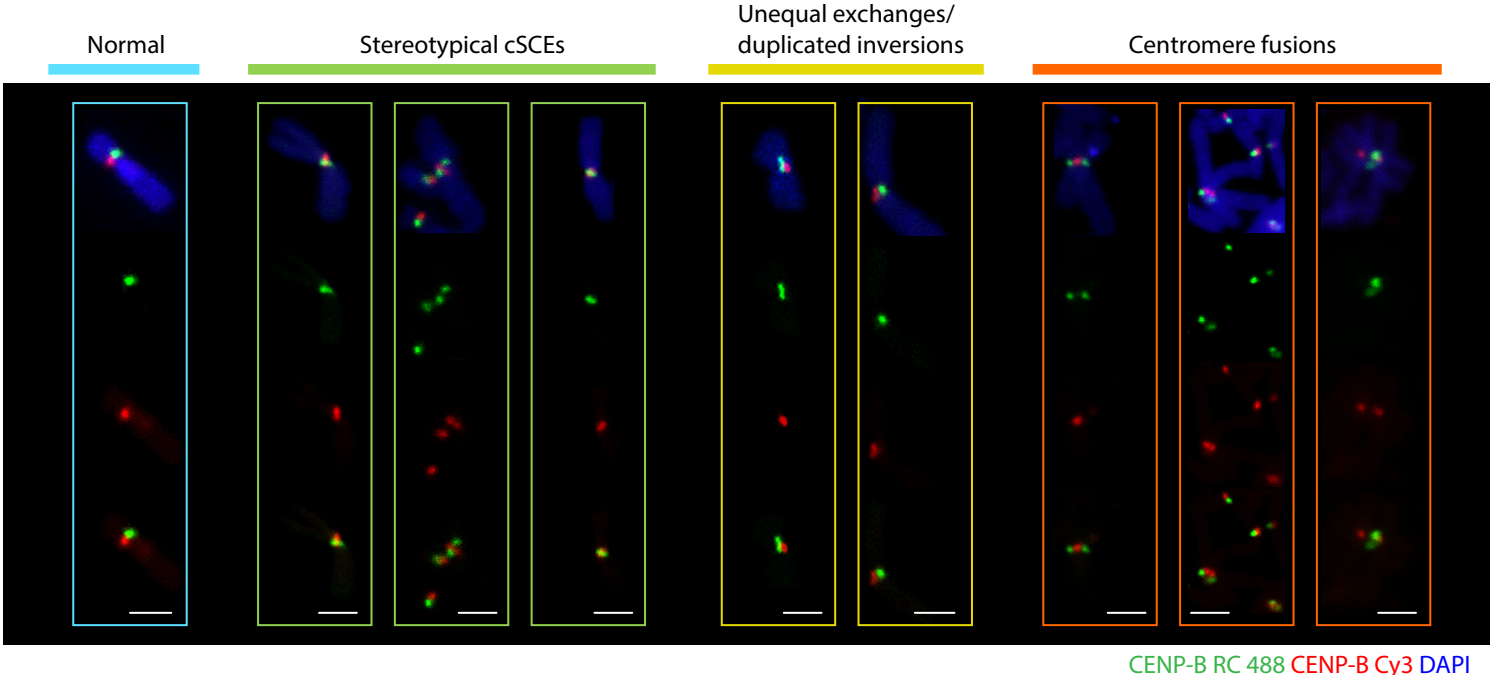 Normal
Stereotypical cSCEs
Unequal exchanges/
duplicated inversions
Centromere fusions
CENP-B RC 488 CENP-B Cy3 DAPI